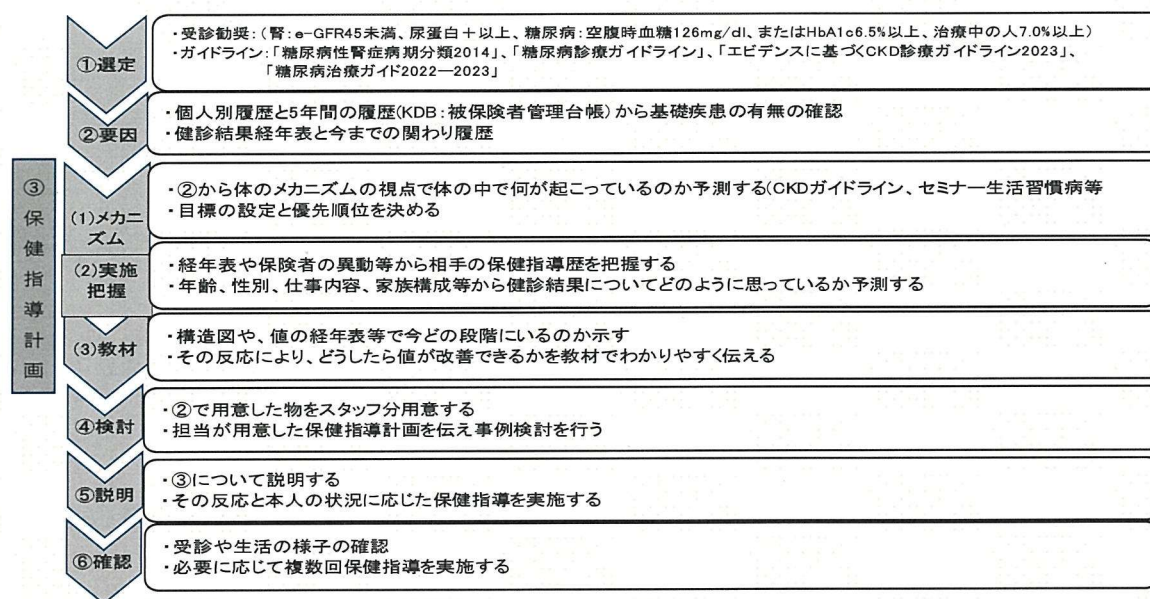 ①選定
・受診勧奨:(腎:e-GFR45未満、尿蛋白+以上、糖尿病:空腹時血糖126mg/dl、またはHbA1c6.5%以上、治療中の人7.0%以上)
・ガイドライン:「糖尿病性腎症病期分類2014」、「糖尿病診療ガイドライン」、「エビデンスに基づくCKD診療ガイドライン2023」、
「糖尿病治療ガイド2022―2023」
②要因
・個人別履歴と5年間の履歴(KDB:被保険者管理台帳)から基礎疾患の有無の確認
・健診結果経年表と今までの関わり履歴
③保健指導計画
(1)メカニ
ズム
・②から体のメカニズムの視点で体の中で何が起こっているのか予測する(CKDガイドライン、セミナー生活習慣病等
・目標の設定と優先順位を決める
(2)実施
把握
・経年表や保険者の異動等から相手の保健指導歴を把握する
・年齢、性別、仕事内容、家族構成等から健診結果についてどのように思っているか予測する
(3)教材
・構造図や、値の経年表等で今どの段階にいるのか示す
・その反応により、どうしたら値が改善できるかを教材でわかりやすく伝える
④検討
・②で用意した物をスタッフ分用意する
・担当が用意した保健指導計画を伝え事例検討を行う
⑤説明
・③について説明する
・その反応と本人の状況に応じた保健指導を実施する
⑥確認
・受診や生活の様子の確認
・必要に応じて複数回保健指導を実施する